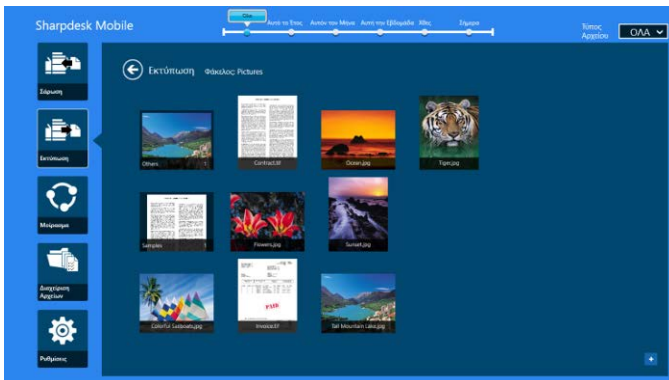 Sharpdesk Mobile
Όλα
Αυτό το Έτος Αυτόν τον Μήνα Αυτή την Εβδομάδα Χθες Σήμερα
Τύπος
Αρχείου
ΟΛΑ
Σάρωση
Εκτύπωση
Φάκελος: Pictures
Others
Contract.tif
Ocean.jpg
Tiger.jpg
Εκτύπωση
Samples
Flowers.jpg
Sunset.jpg
Μοίρασμα
Διαχείριση
Αρχείων
Colorful Sailboats.jpg
PAID
Invoice.tif
Tall Mountain Lake.jpg
Ρυθμίσεις